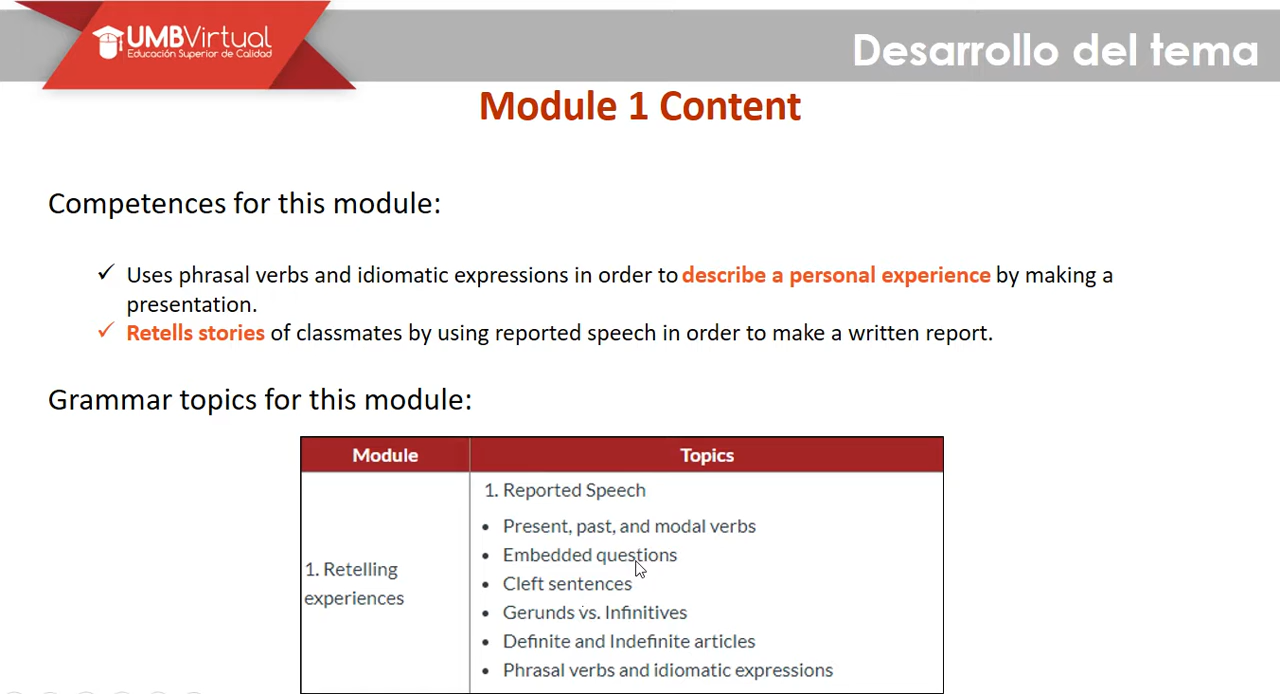 UMBVirtual
Educación Superior de Calidad
Desarrollo del tema
Module 1 Content
Competences for this module:
✓ Uses phrasal verbs and idiomatic expressions in order to describe a personal experience by making a
presentation.
✓ Retells stories of classmates by using reported speech in order to make a written report.
Grammar topics for this module:
Module
Topics
1. Retelling
experiences
1. Reported Speech
• Present, past, and modal verbs
• Embedded questions
• Cleft sentences
• Gerunds vs. Infinitives
• Definite and Indefinite articles
• Phrasal verbs and idiomatic expressions